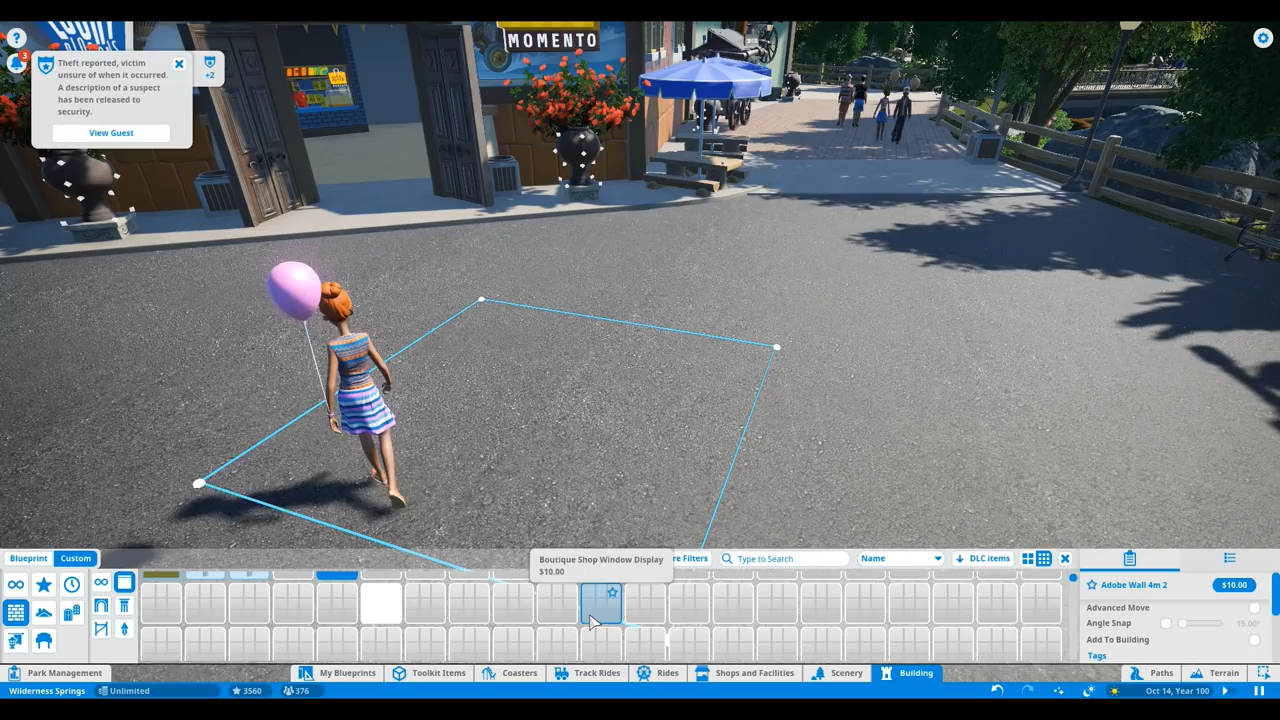 MOMENTO
?
3
Theft reported, victim
unsure of when it occurred.
A description of a suspect
has been released to
security.
View Guest
+2
Boutique Shop Window Display
$10.00
Blueprint
Custom
re Filters
Type to Search
Name
DLC items
Adobe Wall 4m 2
$10.00
Advanced Move
Angle Snap
15.00°
Add To Building
Tags
Park Management
My Blueprints
Toolkit Items
Coasters
Track Rides
Rides
Shops and Facilities
Scenery
Building
Paths
Terrain
Wilderness Springs
Unlimited
3560
376
Oct 14, Year 100